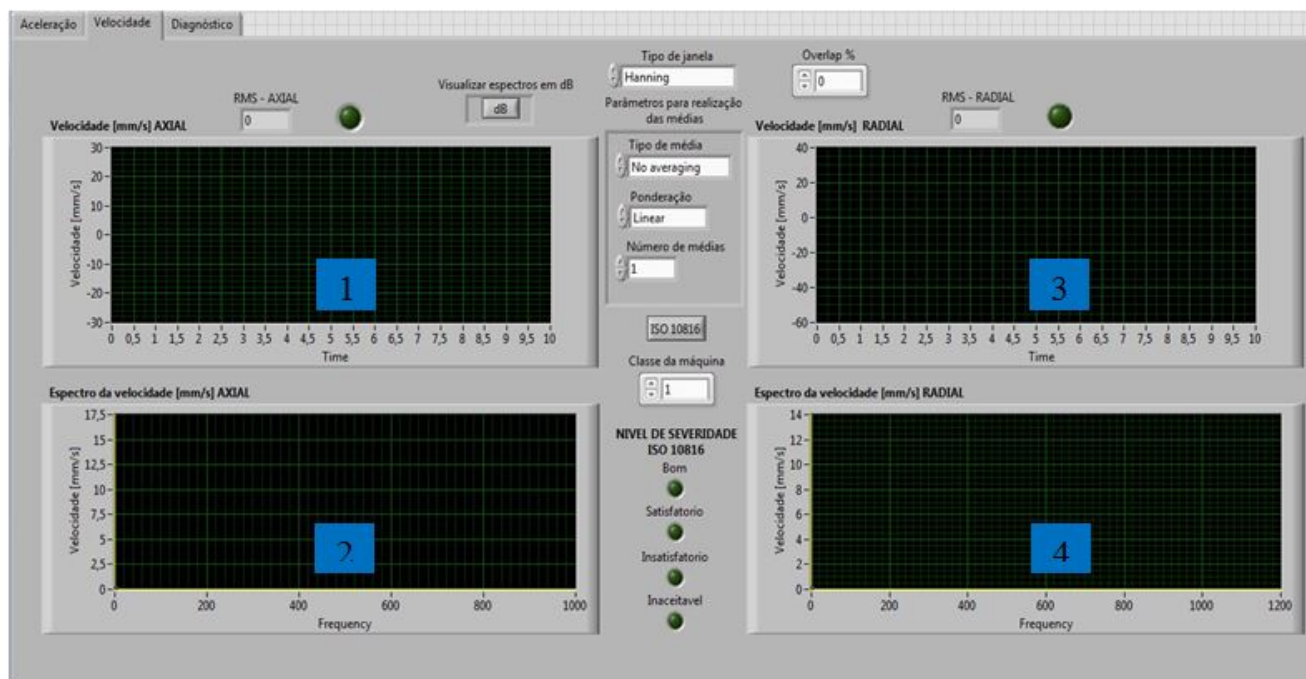 Aceleração Velocidade Diagnóstico
Tipo de janela
Hanning
Overlap %
0
Visualizar espectros em dB
dB
RMS - AXIAL
0
RMS - RADIAL
0
Parâmetros para realização
das médias
Tipo de média
No averaging
Ponderação
Linear
Número de médias
1
ISO 10816
Classe da máquina
1
NIVEL DE SEVERIDADE
ISO 10816
Bom
Satisfatorio
Insatisfatorio
Inaceitavel
Velocidade [mm/s] AXIAL
Velocidade [mm/s]
30
20
10
0
-10
-20
-30
0 0,5 1 1,5 2 2,5 3 3,5 4 4,5 5 5,5 6 6,5 7 7,5 8 8,5 9 9,5 10
Time
1
Espectro da velocidade [mm/s] AXIAL
Velocidade [mm/s]
17,5
15
12,5
10
7,5
5
2,5
0
0 200 400 600 800 1000
Frequency
2
Velocidade [mm/s] RADIAL
Velocidade [mm/s]
40
20
0
-20
-40
-60
0 0,5 1 1,5 2 2,5 3 3,5 4 4,5 5 5,5 6 6,5 7 7,5 8 8,5 9 9,5 10
Time
3
Espectro da velocidade [mm/s] RADIAL
Velocidade [mm/s]
14
12
10
8
6
4
2
0
0 200 400 600 800 1000 1200
Frequency
4